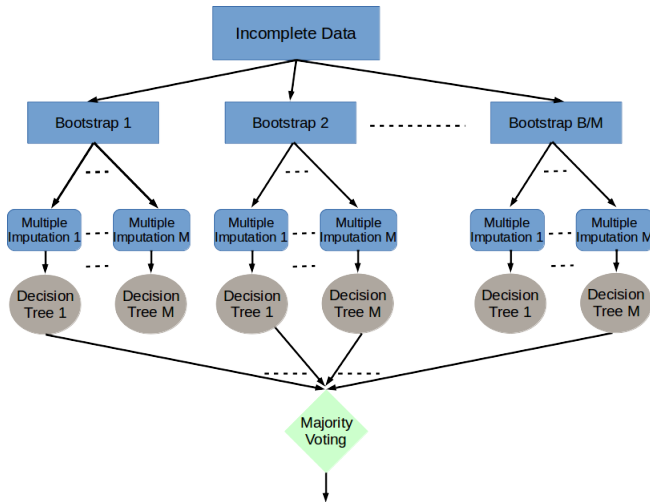 Incomplete Data
Bootstrap 1
Bootstrap 2
Bootstrap B/M
Multiple
Imputation 1
Multiple
Imputation M
Multiple
Imputation 1
Multiple
Imputation M
Multiple
Imputation 1
Multiple
Imputation M
Decision
Tree 1
Decision
Tree M
Decision
Tree 1
Decision
Tree M
Decision
Tree 1
Decision
Tree M
Majority
Voting